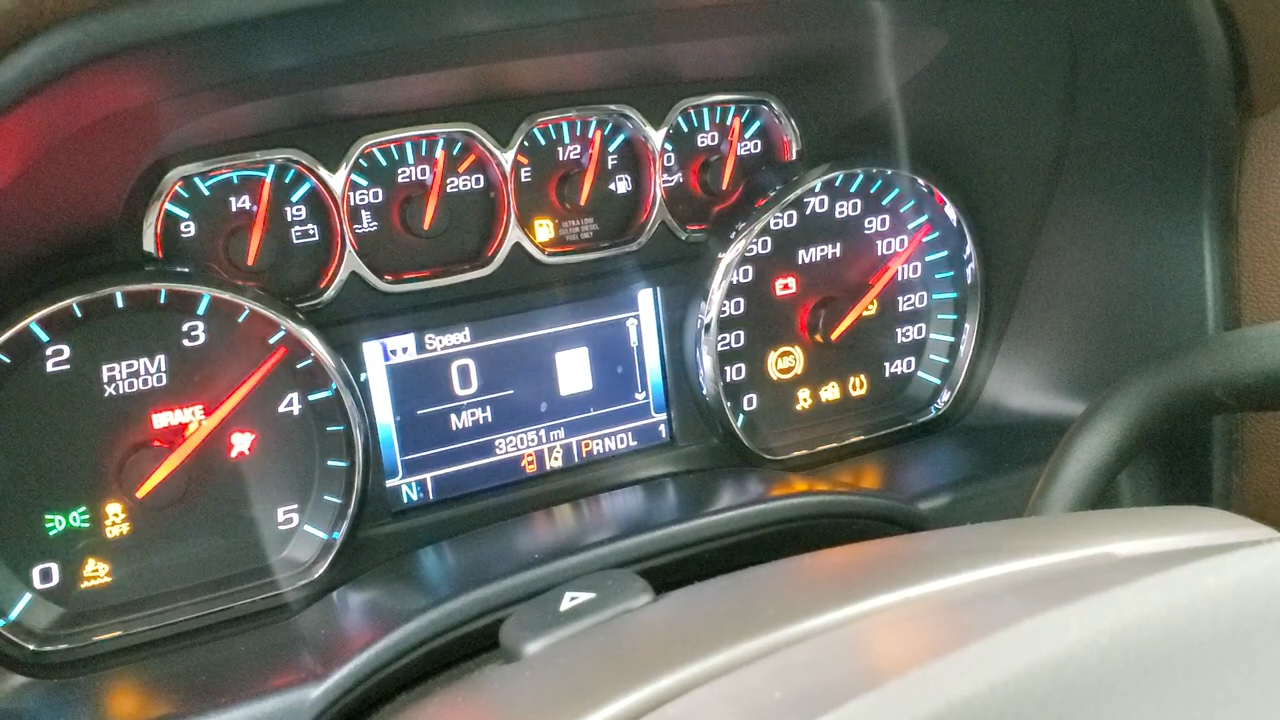 9
14
19
160
210
260
E
1/2
F
ULTRA LOW
SULFUR DIESEL
FUEL ONLY
0
60
120
2
3
4
5
0
RPM
x1000
BRAKE
OFF
Speed
0
MPH
32051 mi
PRNDL
1
N
0
10
20
30
40
50
60
70
80
90
100
110
120
130
140
MPH
ABS